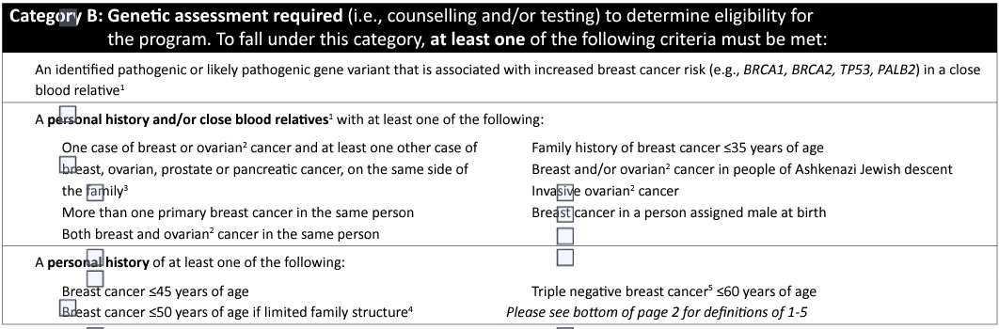 Category B: Genetic assessment required (i.e., counselling and/or testing) to determine eligibility for
the program. To fall under this category, at least one of the following criteria must be met:
An identified pathogenic or likely pathogenic gene variant that is associated with increased breast cancer risk (e.g., BRCA1, BRCA2, TP53, PALB2) in a close
blood relative¹
A personal history and/or close blood relatives¹ with at least one of the following:
One case of breast or ovarian² cancer and at least one other case of
breast, ovarian, prostate or pancreatic cancer, on the same side of
the family³
More than one primary breast cancer in the same person
Both breast and ovarian² cancer in the same person
Family history of breast cancer ≤35 years of age
Breast and/or ovarian² cancer in people of Ashkenazi Jewish descent
Invasive ovarian² cancer
Breast cancer in a person assigned male at birth
A personal history of at least one of the following:
Breast cancer ≤45 years of age
Breast cancer ≤50 years of age if limited family structure⁴
Triple negative breast cancer⁵ ≤60 years of age
Please see bottom of page 2 for definitions of 1-5